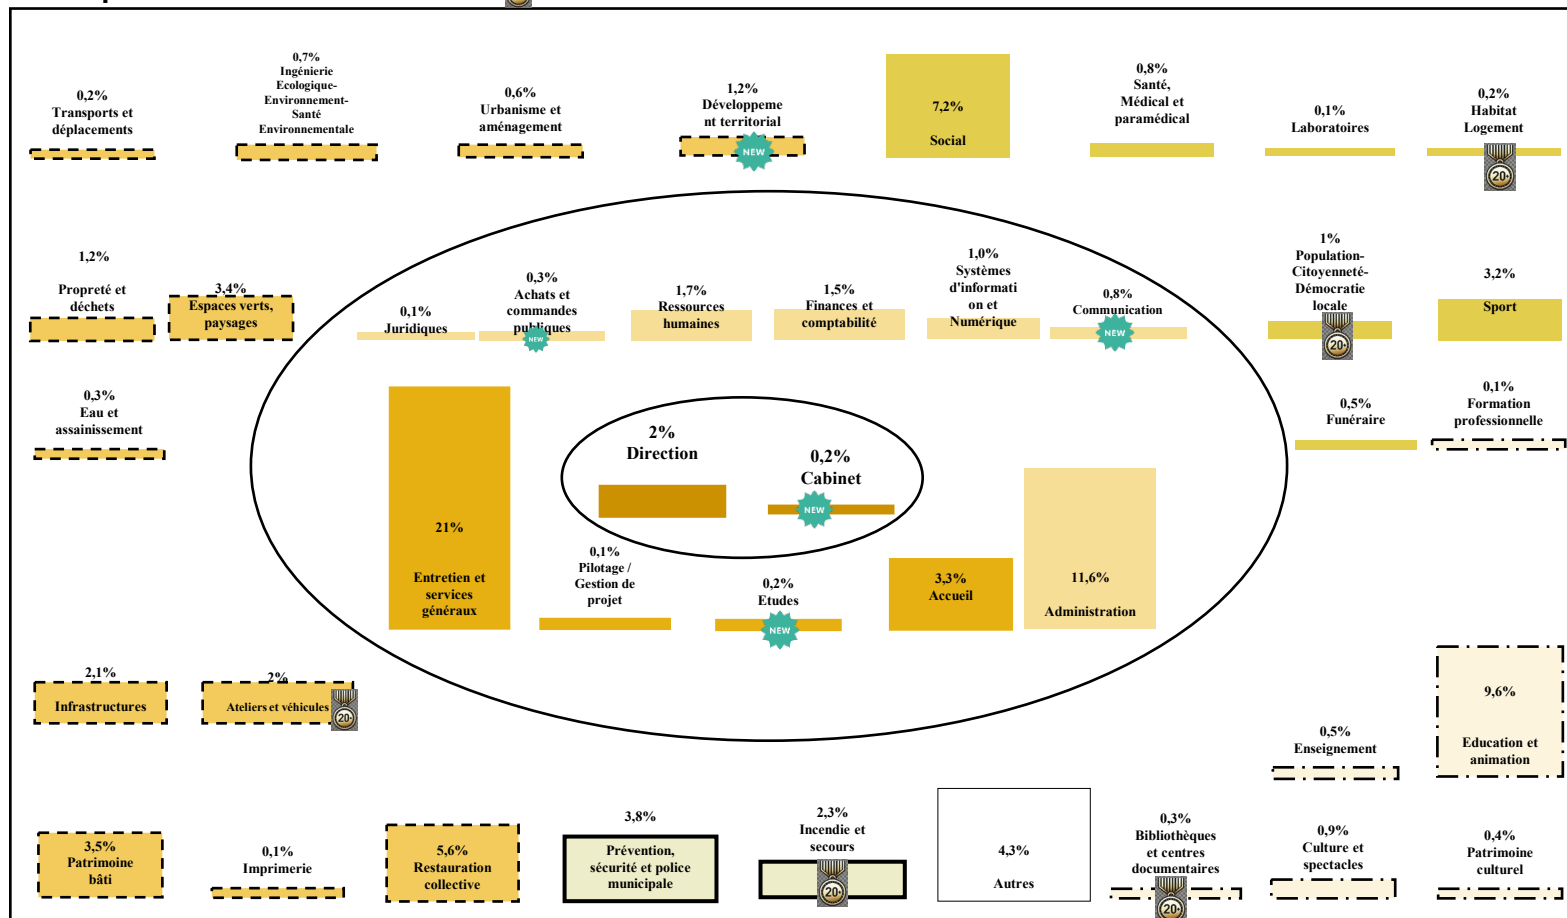 0,2%
Transports et
déplacements
0,7%
Ingénierie
Ecologique-
Environnement-
Santé
Environnementale
0,6%
Urbanisme et
aménagement
1,2%
Développeme
nt territorial
NEW
7,2%
Social
0,8%
Santé,
Médical et
paramédical
0,1%
Laboratoires
0,2%
Habitat
Logement
20+
1,2%
Propreté et
déchets
3,4%
Espaces verts,
paysages
0,1%
Juridiques
0,3%
Achats et
commandes
publiques
NEW
1,7%
Ressources
humaines
1,5%
Finances et
comptabilité
1,0%
Systèmes
d'informati
on et
Numérique
0,8%
Communication
NEW
1%
Population-
Citoyenneté-
Démocratie
locale
20+
3,2%
Sport
0,3%
Eau et
assainissement
0,5%
Funéraire
0,1%
Formation
professionnelle
2%
Direction
0,2%
Cabinet
NEW
21%
Entretien et
services
généraux
0,1%
Pilotage /
Gestion de
projet
0,2%
Etudes
NEW
3,3%
Accueil
11,6%
Administration
2,1%
Infrastructures
2%
Ateliers et véhicules
20+
0,5%
Enseignement
9,6%
Education et
animation
3,5%
Patrimoine
bâti
0,1%
Imprimerie
5,6%
Restauration
collective
3,8%
Prévention,
sécurité et police
municipale
2,3%
Incendie et
secours
20+
4,3%
Autres
0,3%
Bibliothèques
et centres
documentaires
20+
0,9%
Culture et
spectacles
0,4%
Patrimoine
culturel